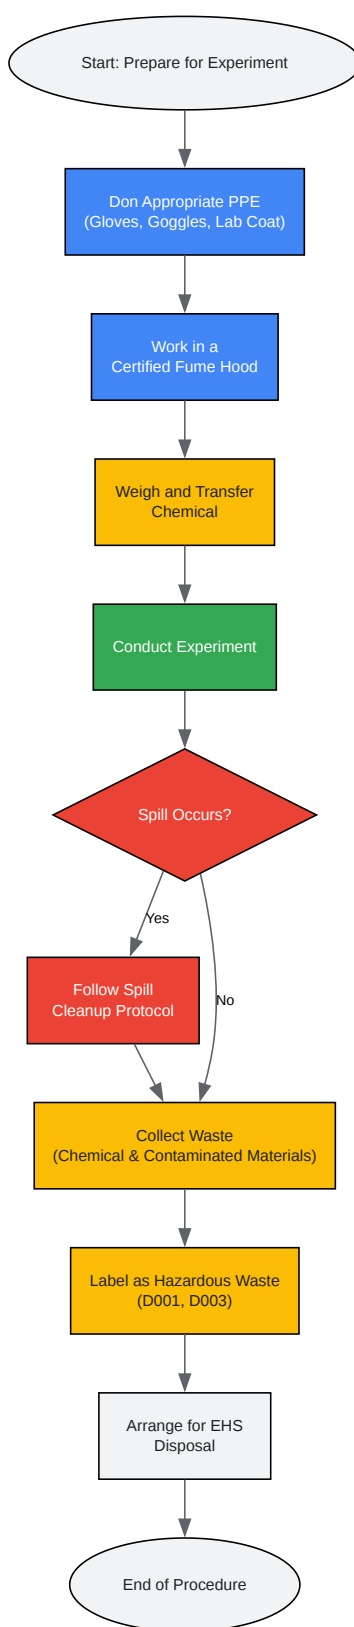 Start: Prepare for Experiment
Don Appropriate PPE
(Gloves, Goggles, Lab Coat)
Work in a
Certified Fume Hood
Weigh and Transfer
Chemical
Conduct Experiment
Spill Occurs?
Yes
Follow Spill
Cleanup Protocol
No
Collect Waste
(Chemical & Contaminated Materials)
Label as Hazardous Waste
(D001, D003)
Arrange for EHS
Disposal
End of Procedure